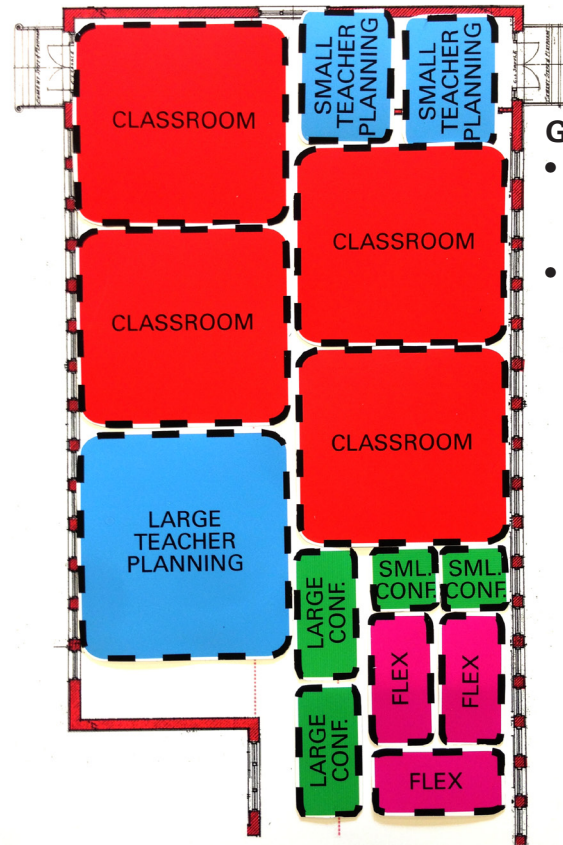 SMALL
TEACHER
PLANNING
SMALL
TEACHER
PLANNING
CLASSROOM
G
CLASSROOM
CLASSROOM
CLASSROOM
LARGE
TEACHER
PLANNING
LARGE
CONF.
SML.
CONF.
SML.
CONF.
FLEX
FLEX
LARGE
CONF.
FLEX